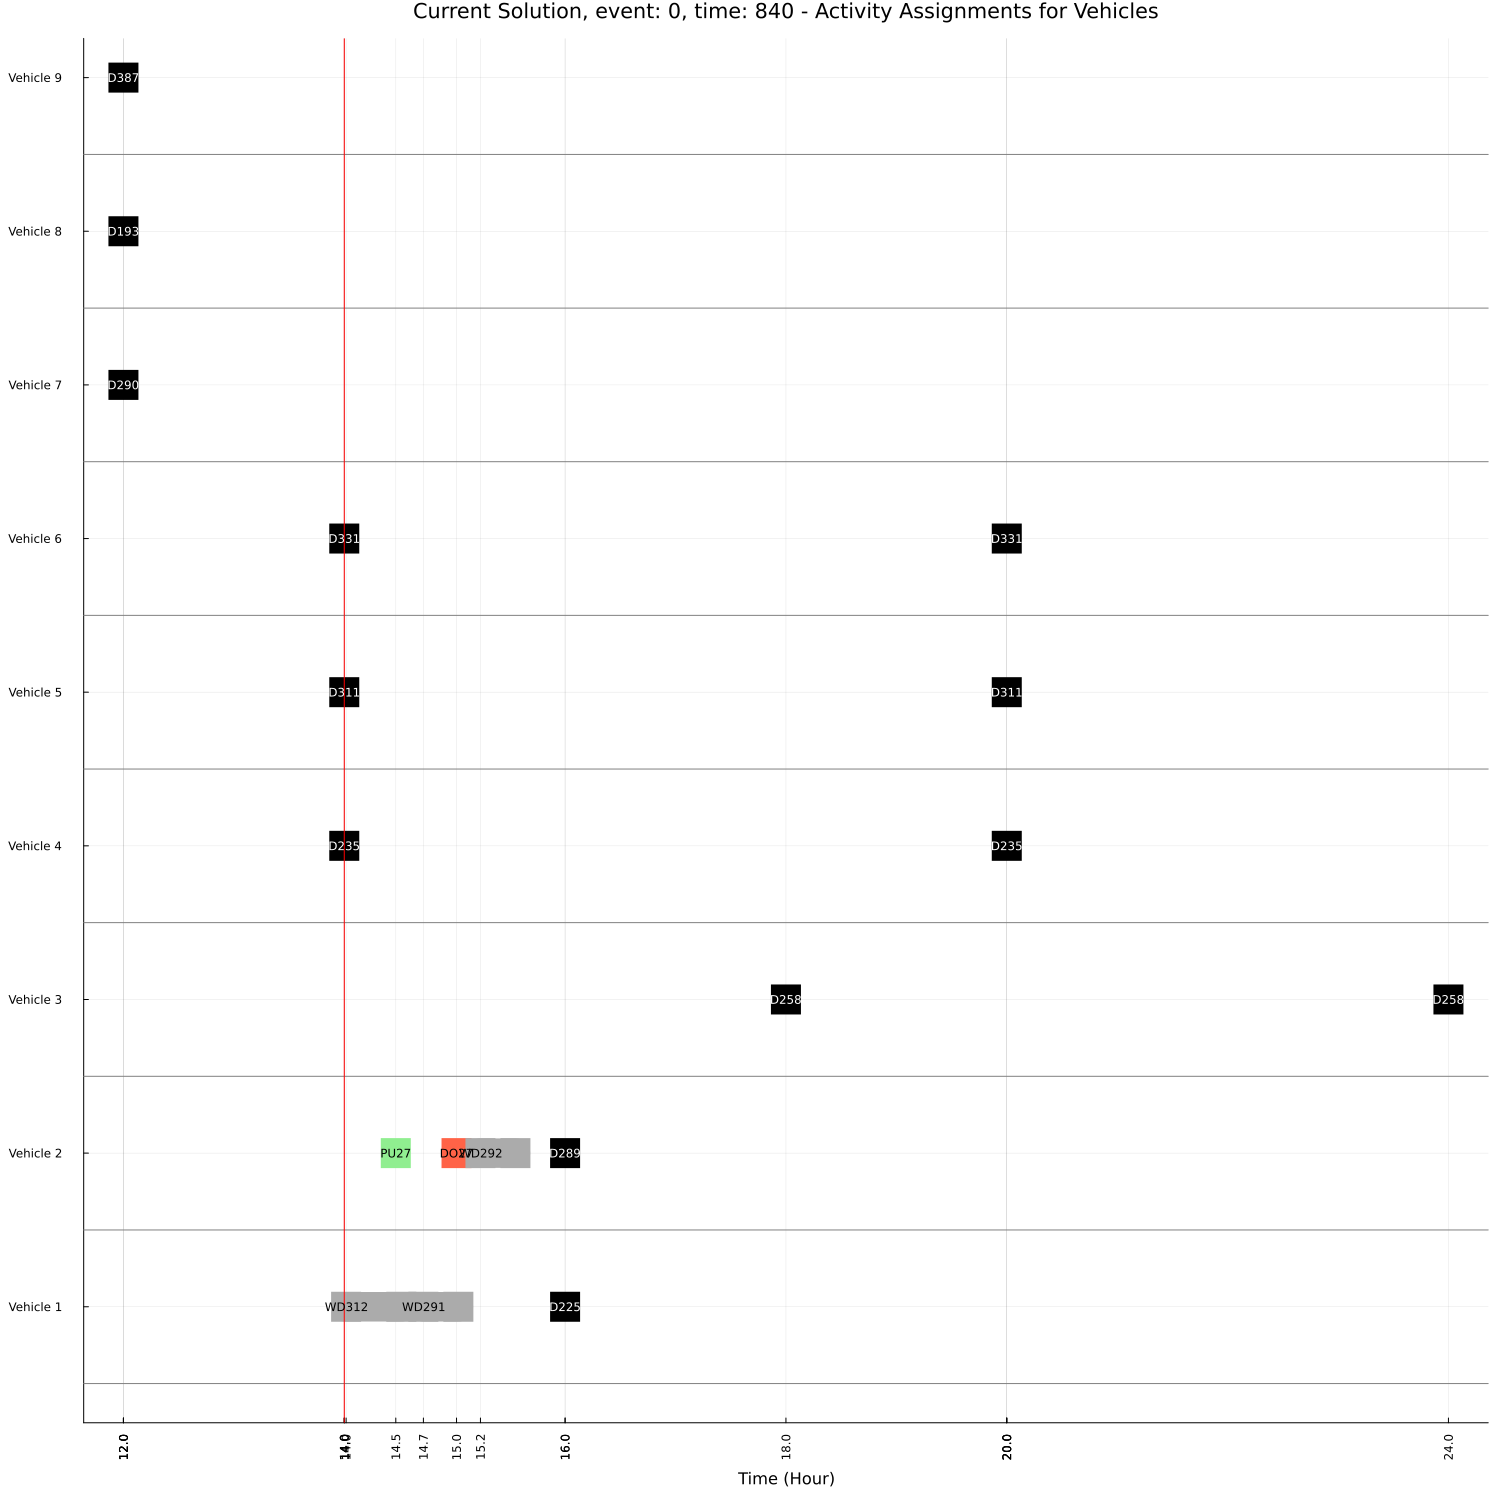 Current Solution, event: 0, time: 840 - Activity Assignments for Vehicles
Vehicle 9
D387
Vehicle 8
D193
Vehicle 7
D290
Vehicle 6
D331
D331
Vehicle 5
D311
D311
Vehicle 4
D235
D235
Vehicle 3
D258
D258
Vehicle 2
PU27
DO27
WD292
D289
Vehicle 1
WD312
WD291
D225
12.0
14.0
14.5
14.7
15.0
15.2
16.0
18.0
20.0
24.0
Time (Hour)